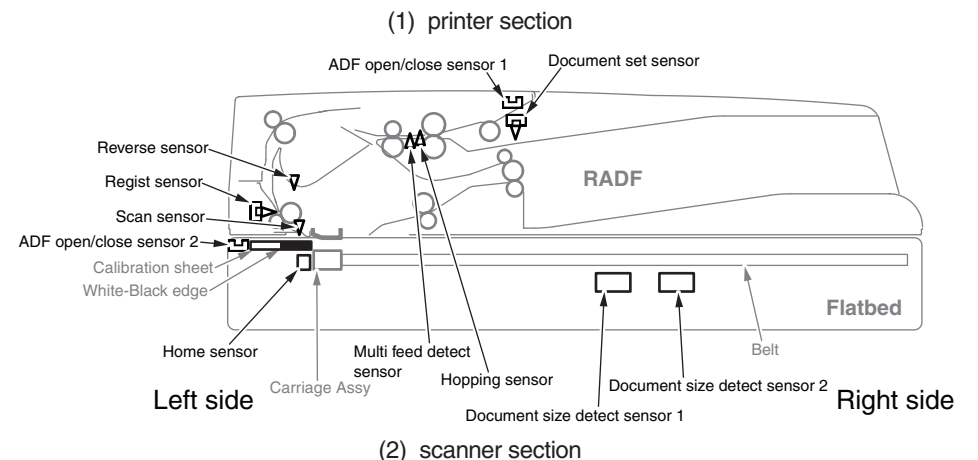 (1) printer section
ADF open/close sensor 1
Document set sensor
Reverse sensor
Regist sensor
RADF
Scan sensor
ADF open/close sensor 2
Calibration sheet
White-Black edge
Flatbed
Home sensor
Multi feed detect
sensor
Belt
Carriage Assy
Hopping sensor
Document size detect sensor 2
Left side
Right side
Document size detect sensor 1
(2) scanner section